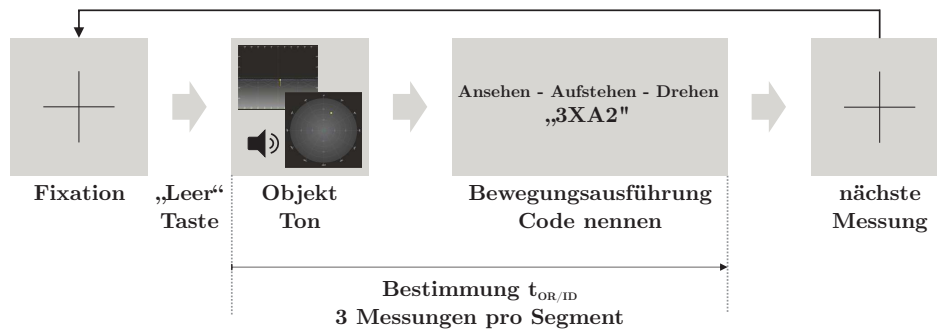 Ansehen - Aufstehen - Drehen
„3XA2"
Fixation
„Leer“
Taste
Objekt
Ton
Bewegungsausführung
Code nennen
nächste
Messung
Bestimmung tOR/ID
3 Messungen pro Segment